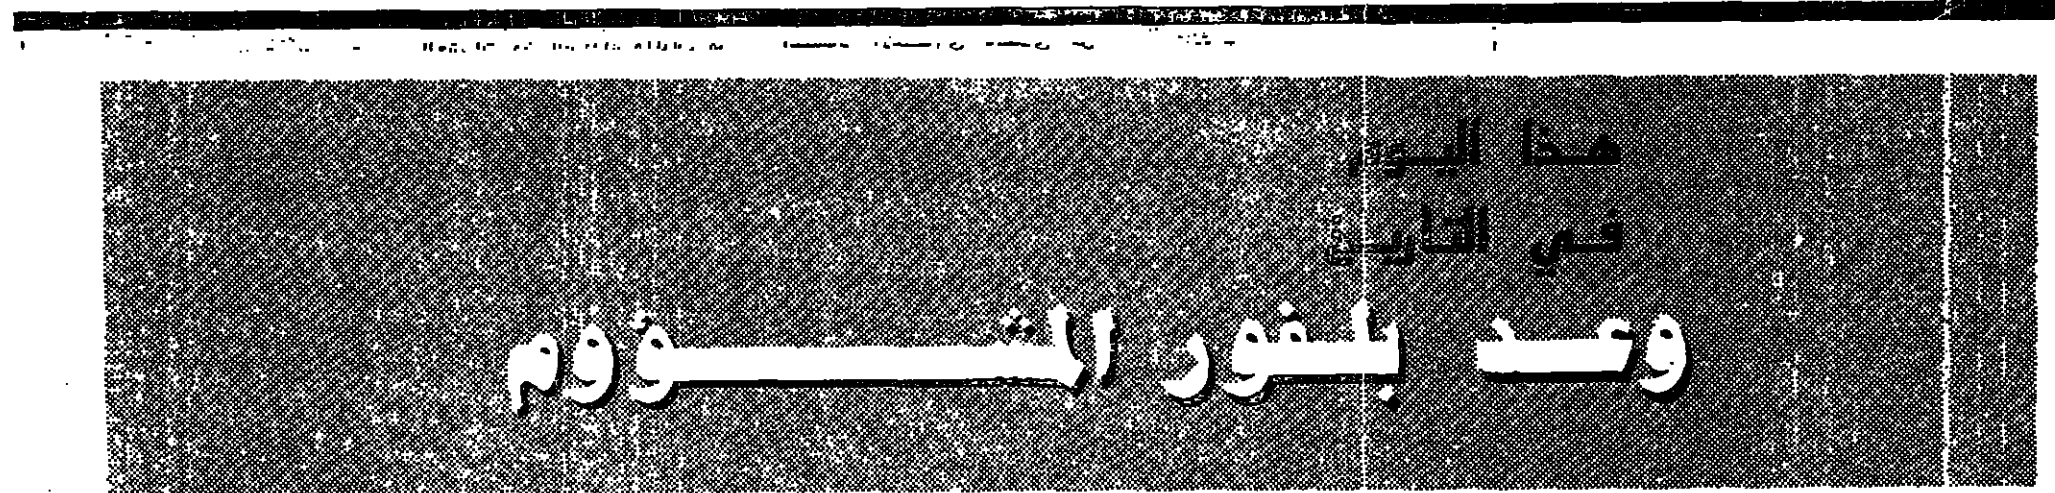 هذا اليوم
في التاريخ
وعد بلفور المشؤوم